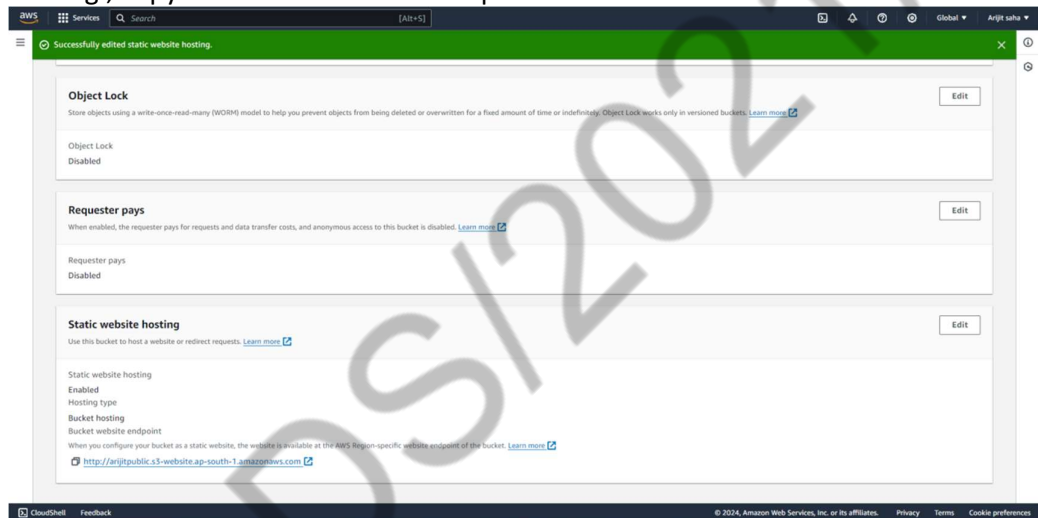 aws
Services
Search
[Alt+S]
Global
Arijit saha
Successfully edited static website hosting.
Object Lock
Edit
Store objects using a write-once-read-many (WORM) model to help you prevent objects from being deleted or overwritten for a fixed amount of time or indefinitely. Object Lock works only in versioned buckets. Learn more
Object Lock
Disabled
Requester pays
Edit
When enabled, the requester pays for requests and data transfer costs, and anonymous access to this bucket is disabled. Learn more
Requester pays
Disabled
Static website hosting
Edit
Use this bucket to host a website or redirect requests. Learn more
Static website hosting
Enabled
Hosting type
Bucket hosting
Bucket website endpoint
When you configure your bucket as a static website, the website is available at the AWS Region-specific website endpoint of the bucket. Learn more
http://arijitpublic.s3-website.ap-south-1.amazonaws.com
CloudShell Feedback
© 2024, Amazon Web Services, Inc. or its affiliates. Privacy Terms Cookie preferences
DS/202